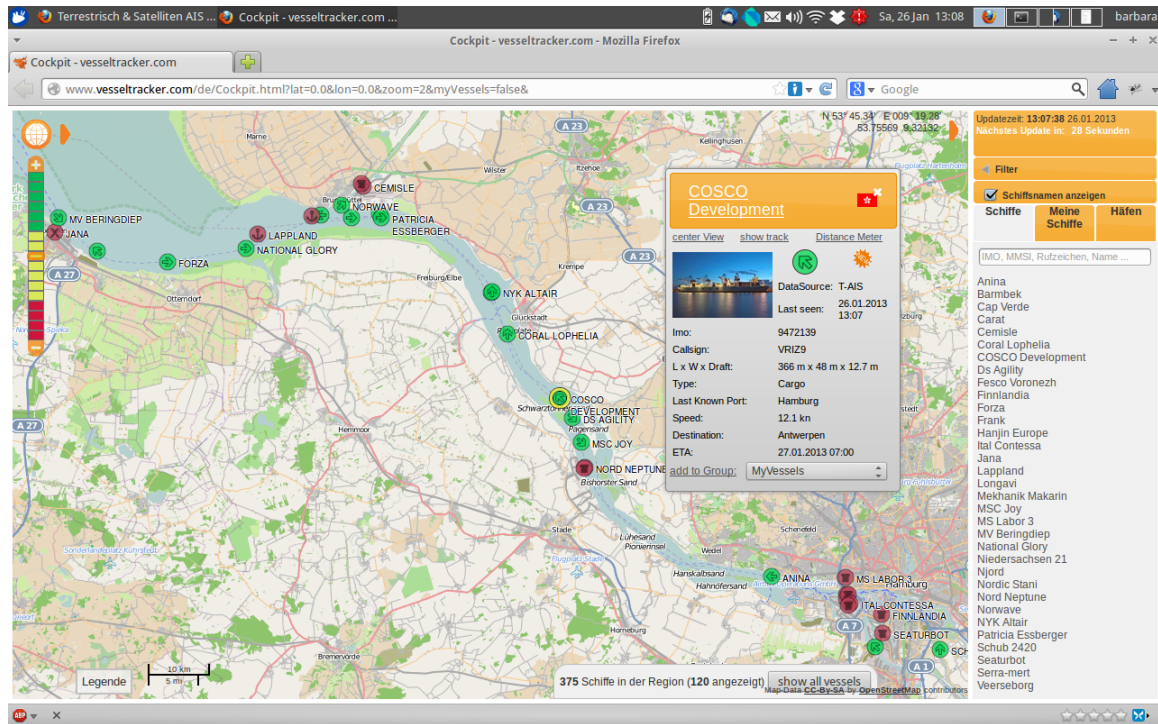 Terrestrisch & Satelliten AIS ...
Cockpit - vesseltracker.com ...
Sa, 26 Jan 13:08
barbara
Cockpit - vesseltracker.com - Mozilla Firefox
Cockpit - vesseltracker.com
www.vesseltracker.com/de/Cockpit.html?lat=0.0&lon=0.0&zoom=2&myVessels=false&
Google
N 53° 45.34' E 009° 19.28'
53.75569 9.32132
Updatezeit: 13:07:38 26.01.2013
Nächstes Update in: 28 Sekunden
Filter
Schiffsnamen anzeigen
Schiffe
Meine Schiffe
Häfen
IMO, MMSI, Rufzeichen, Name ...
Anina
Barmbek
Cap Verde
Carat
Cemisle
Coral Lophelia
COSCO Development
Ds Agility
Fesco Voronezh
Finnlandia
Forza
Frank
Hanjin Europe
Ital Contessa
Jana
Lappland
Longavi
Mekhanik Makarin
MSC Joy
MS Labor 3
MV Beringdiep
National Glory
Niedersachsen 21
Njord
Nordic Stani
Nord Neptune
Norwave
NYK Altair
Patricia Essberger
Schub 2420
Seaturbot
Serra-mert
Veerseborg
COSCO
Development
center View
show track
Distance Meter
DataSource: T-AIS
Last seen: 26.01.2013
13:07
Imo: 9472139
Callsign: VRIZ9
L x W x Draft: 366 m x 48 m x 12.7 m
Type: Cargo
Last Known Port: Hamburg
Speed: 12.1 kn
Destination: Antwerpen
ETA: 27.01.2013 07:00
add to Group: MyVessels
A 23
Kellinghusen
Marne
Wilster
Itzehoe
CEMISLE
NORWAVE
PATRICIA
ESSBERGER
A 23
MV BERINGDIEP
JANA
LAPPLAND
NATIONAL GLORY
FORZA
A 27
A 23
Krempe
Freiburg/Elbe
Otterndorf
NYK ALTAIR
Glückstadt
CORAL LOPHELIA
COSCO
DEVELOPMENT
DS AGILITY
Pagensand
MSC JOY
A 27
Hemmoor
NORD NEPTUNE
Bishorster Sand
Stade
Lühesand
Pionierinsel
Wedel
Schenefeld
Hanskalbsand
Hahnöfersand
ANINA
MS LABOR 3
Hamburg
ITAL CONTESSA
FINNLANDIA
A 7
SEATURBOT
SCH
A 1
Horneburg
Bremervörde
Legende
10 km
5 mi
375 Schiffe in der Region (120 angezeigt)
show all vessels
Map-Data CC-By-SA by OpenStreetMap contributors
ABP